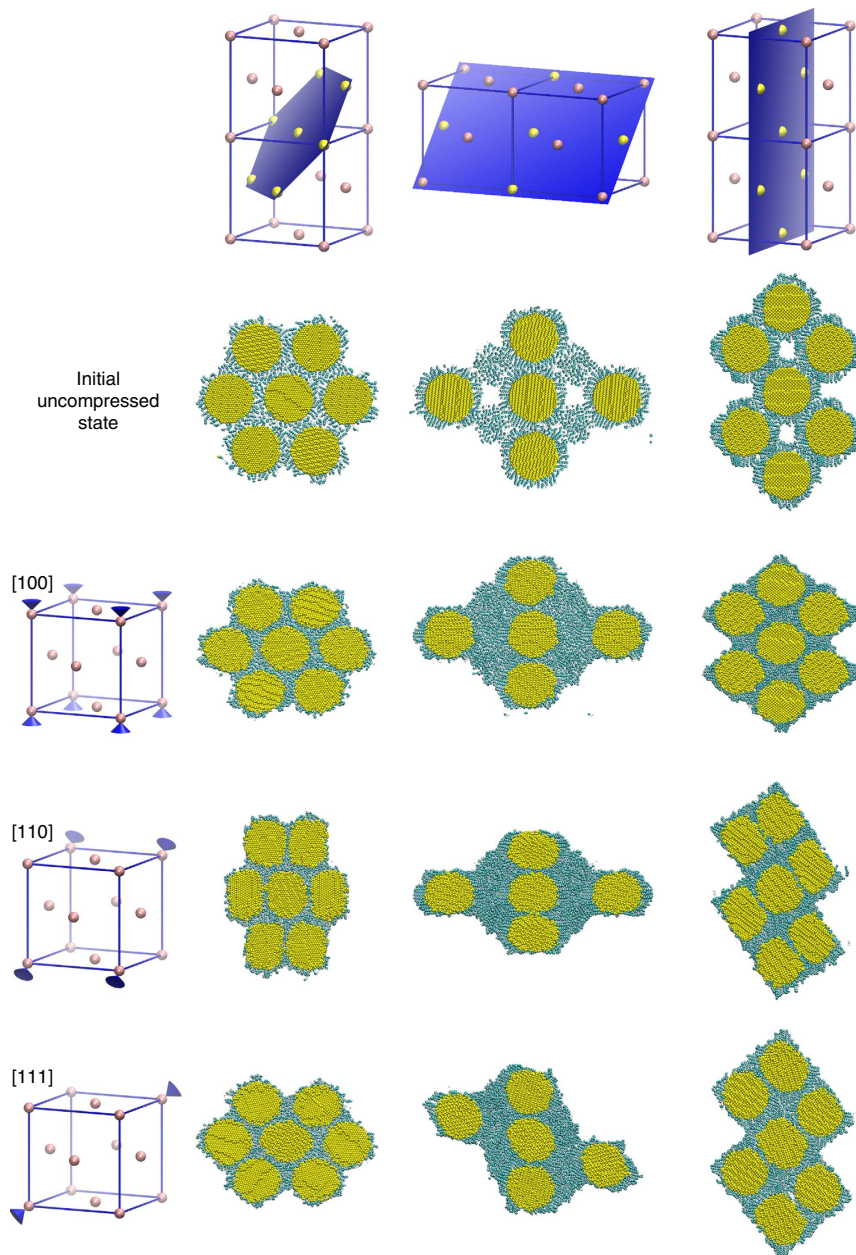 Initial
uncompressed
state
[100]
[110]
[111]